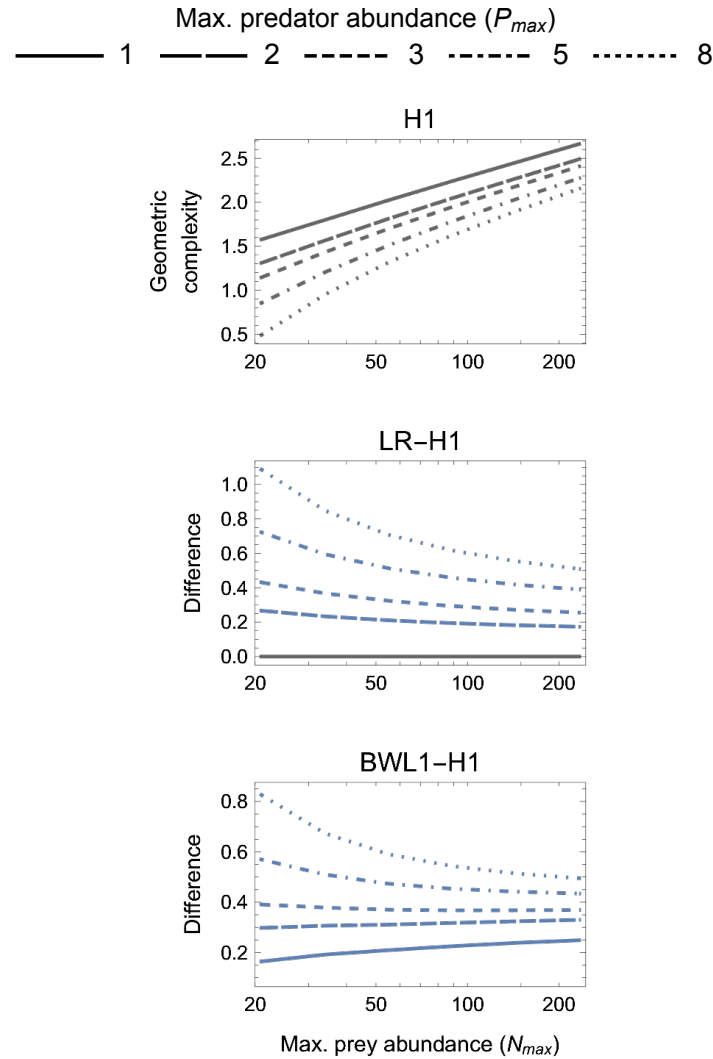 Max. predator abundance (Pmax)
1 2 3 5 8
H1
Geometric
complexity
2.5
2.0
1.5
1.0
0.5
20 50 100 200
LR−H1
Difference
1.0
0.8
0.6
0.4
0.2
0.0
20 50 100 200
BWL1−H1
Difference
0.8
0.6
0.4
0.2
20 50 100 200
Max. prey abundance (Nmax)